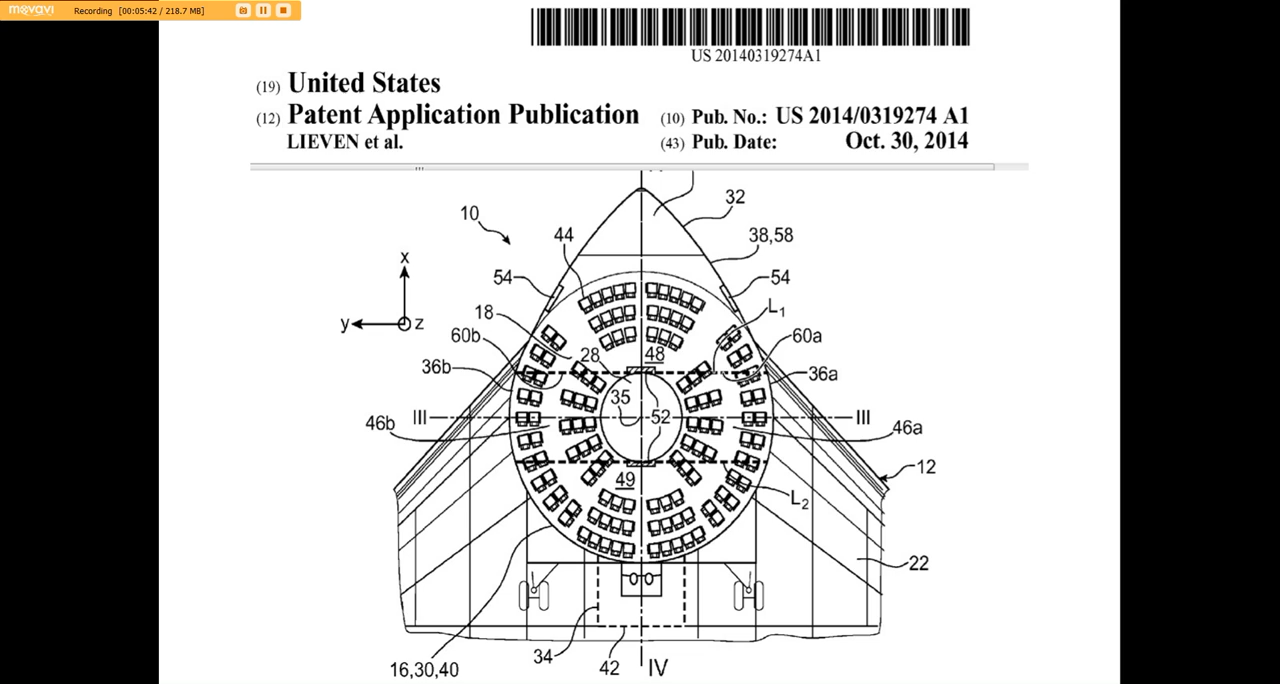 movavi Recording [00:05:42 / 218.7 MB]
US 20140319274A1
(19) United States
(12) Patent Application Publication
LIEVEN et al.
(10) Pub. No.: US 2014/0319274 A1
(43) Pub. Date: Oct. 30, 2014
32
10
44
38,58
x
54
54
L1
18
y
z
60b
60a
28
48
36b
36a
35
III
52
III
46b
46a
12
49
L2
22
34
42
IV
16,30,40